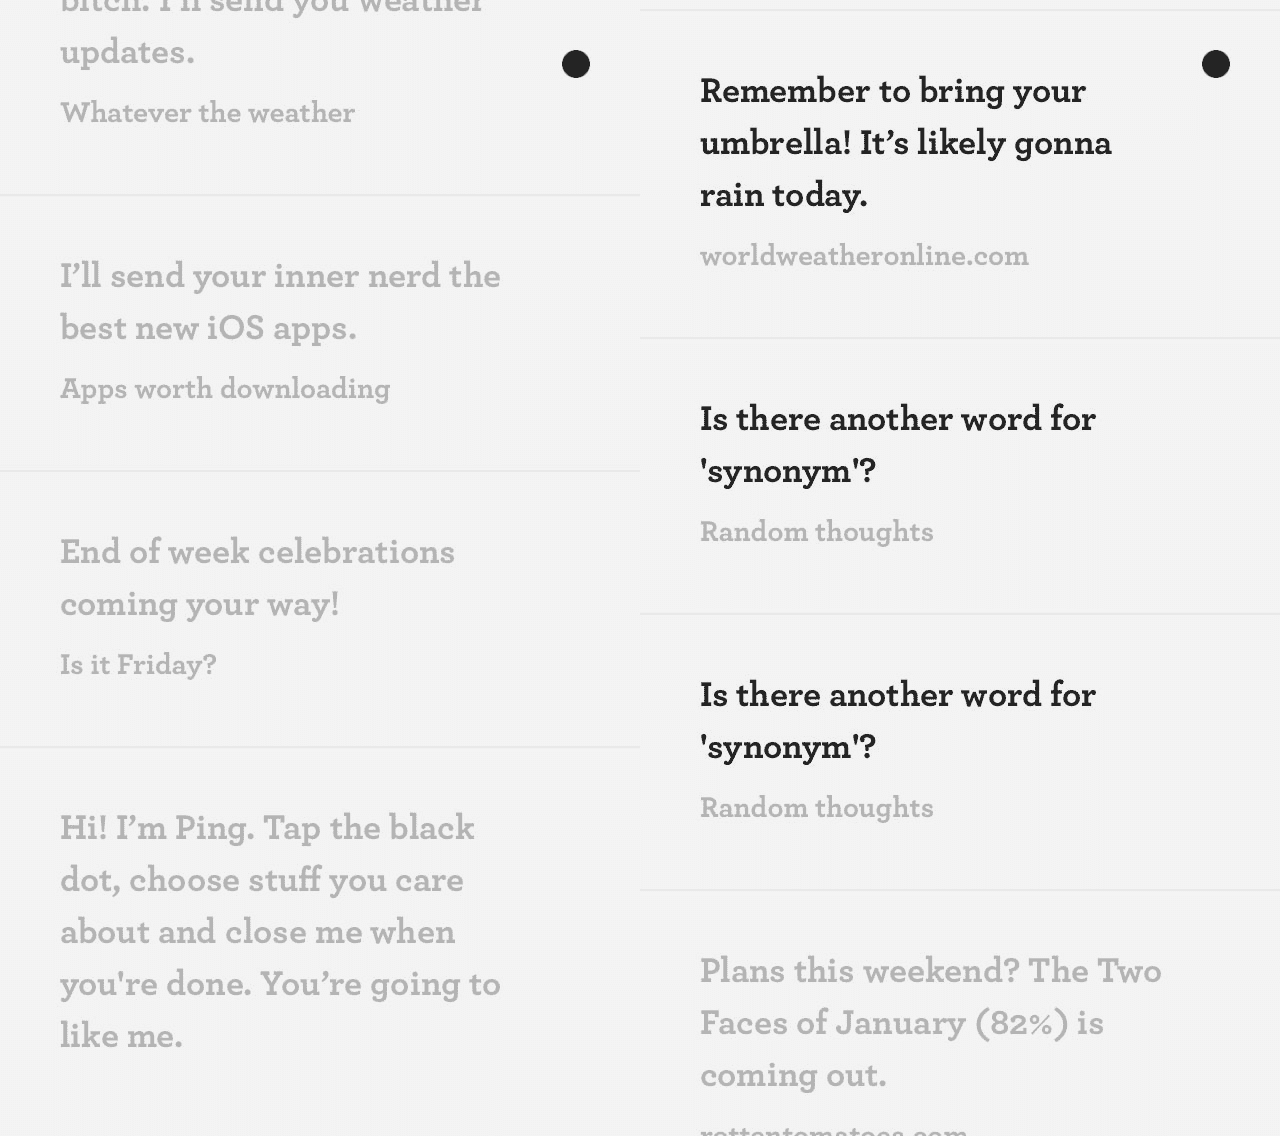 bitch. I'll send you weather
updates.
Whatever the weather
I’ll send your inner nerd the
best new iOS apps.
Apps worth downloading
End of week celebrations
coming your way!
Is it Friday?
Hi! I’m Ping. Tap the black
dot, choose stuff you care
about and close me when
you're done. You’re going to
like me.
Remember to bring your
umbrella! It’s likely gonna
rain today.
worldweatheronline.com
Is there another word for
'synonym'?
Random thoughts
Is there another word for
'synonym'?
Random thoughts
Plans this weekend? The Two
Faces of January (82%) is
coming out.
rottentomatoes.com